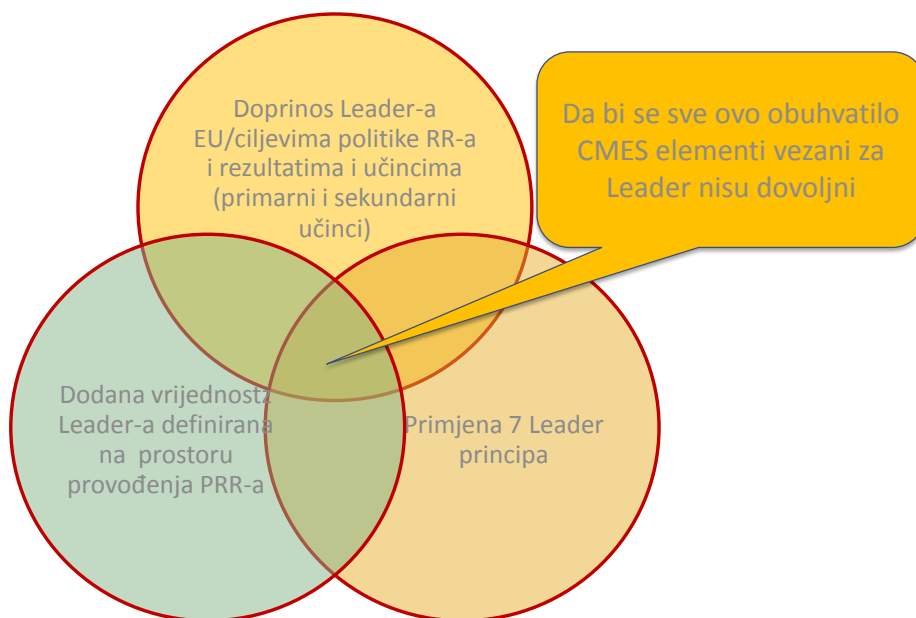 Doprinos Leader-a
EU/ciljevima politike RR-a
i rezultatima i učincima
(primarni i sekundarni
učinci)
Da bi se sve ovo obuhvatilo
CMES elementi vezani za
Leader nisu dovoljni
Dodana vrijednostz
Leader-a definirana
na prostoru
provođenja PRR-a
Primjena 7 Leader
principa